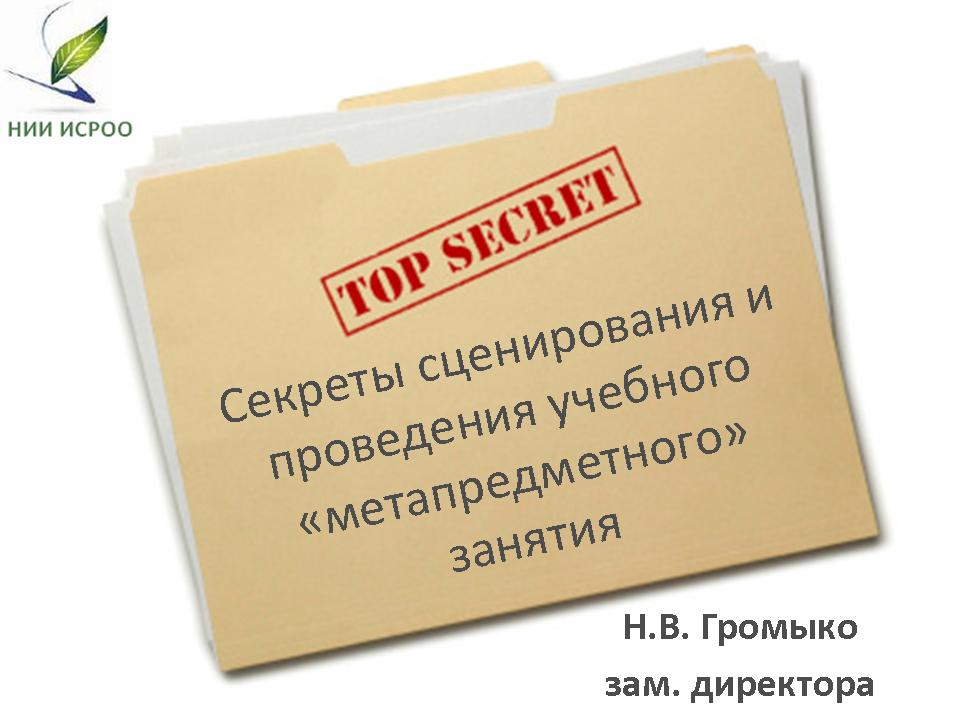 НИИ ИСРОО
TOP SECRET
Секреты сценирования и
проведения учебного
«метапредметного»
занятия
Н.В. Громыко
зам. директора